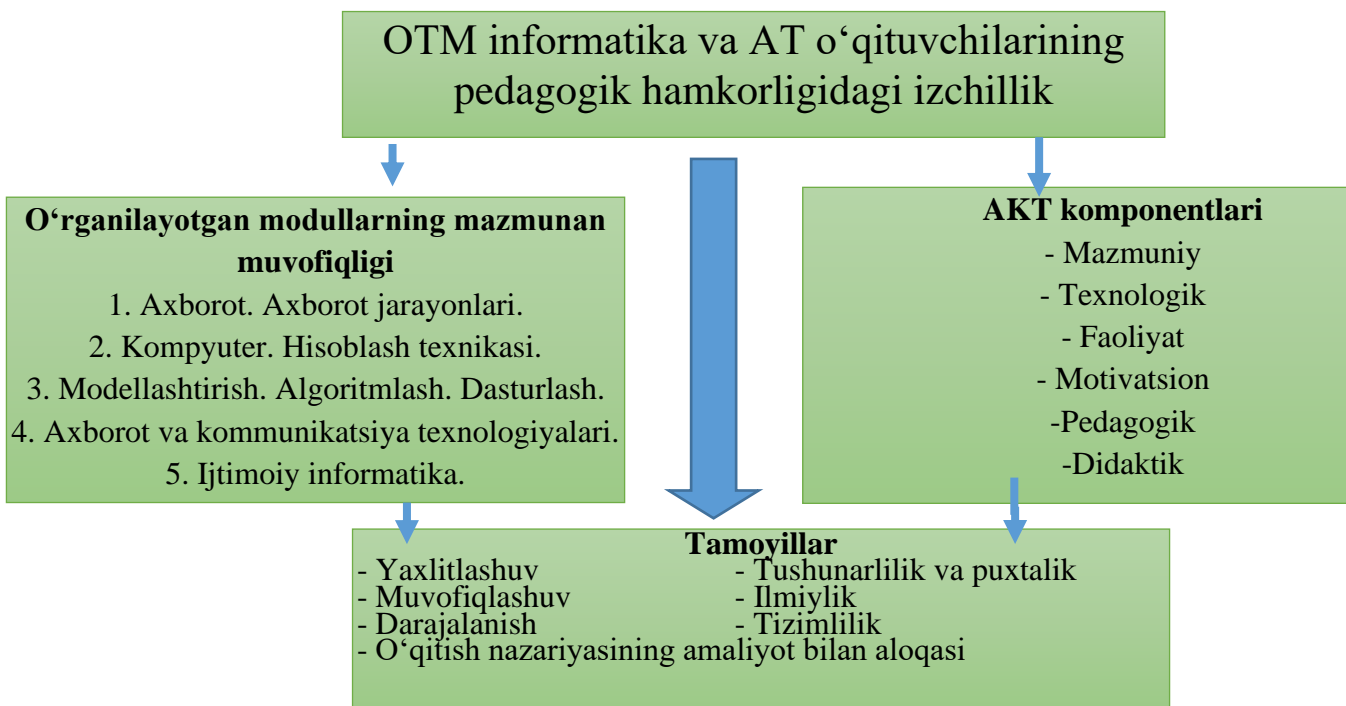 OTM informatika va AT o‘qituvchilarining
pedagogik hamkorligidagi izchillik
O‘rganilayotgan modullarning mazmunan
muvofiqligi
1. Axborot. Axborot jarayonlari.
2. Kompyuter. Hisoblash texnikasi.
3. Modellashtirish. Algoritmlash. Dasturlash.
4. Axborot va kommunikatsiya texnologiyalari.
5. Ijtimoiy informatika.
AKT komponentlari
- Mazmuniy
- Texnologik
- Faoliyat
- Motivatsion
-Pedagogik
-Didaktik
Tamoyillar
- Yaxlitlashuv
- Muvofiqlashuv
- Darajalanish
- Tushunarlilik va puxtalik
- Ilmiylik
- Tizimlilik
- O‘qitish nazariyasining amaliyot bilan aloqasi